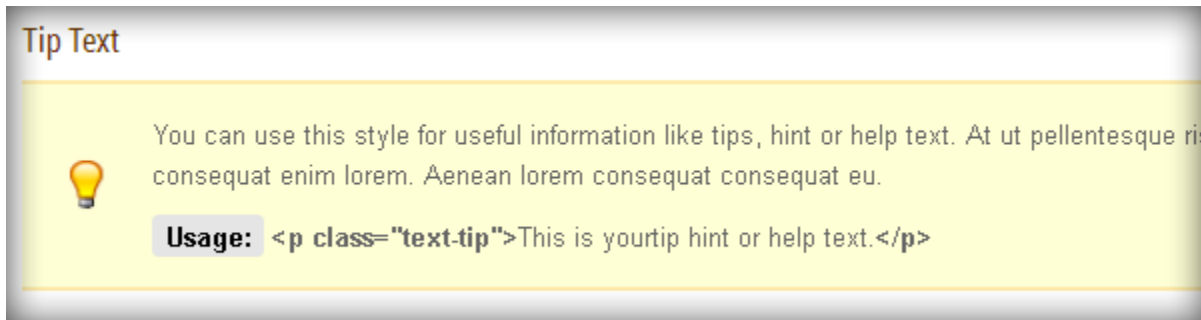 Tip Text
You can use this style for useful information like tips, hint or help text. At ut pellentesque
consequat enim lorem. Aenean lorem consequat consequat eu.
Usage: <p class="text-tip">This is yourtip hint or help text.</p>